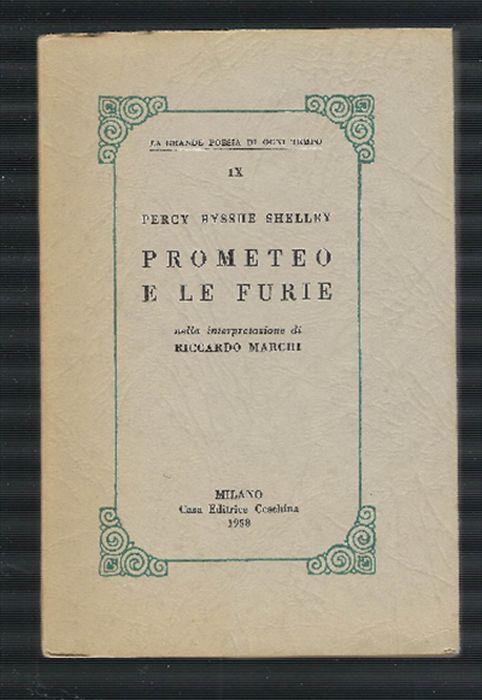 LA GRANDE POESIA DI OGNI TEMPO
IX
PERCY BYSSHE SHELLEY
PROMETEO
E LE FURIE
nella interpretazione di
RICCARDO MARCHI
MILANO
Casa Editrice Ceschina
1958